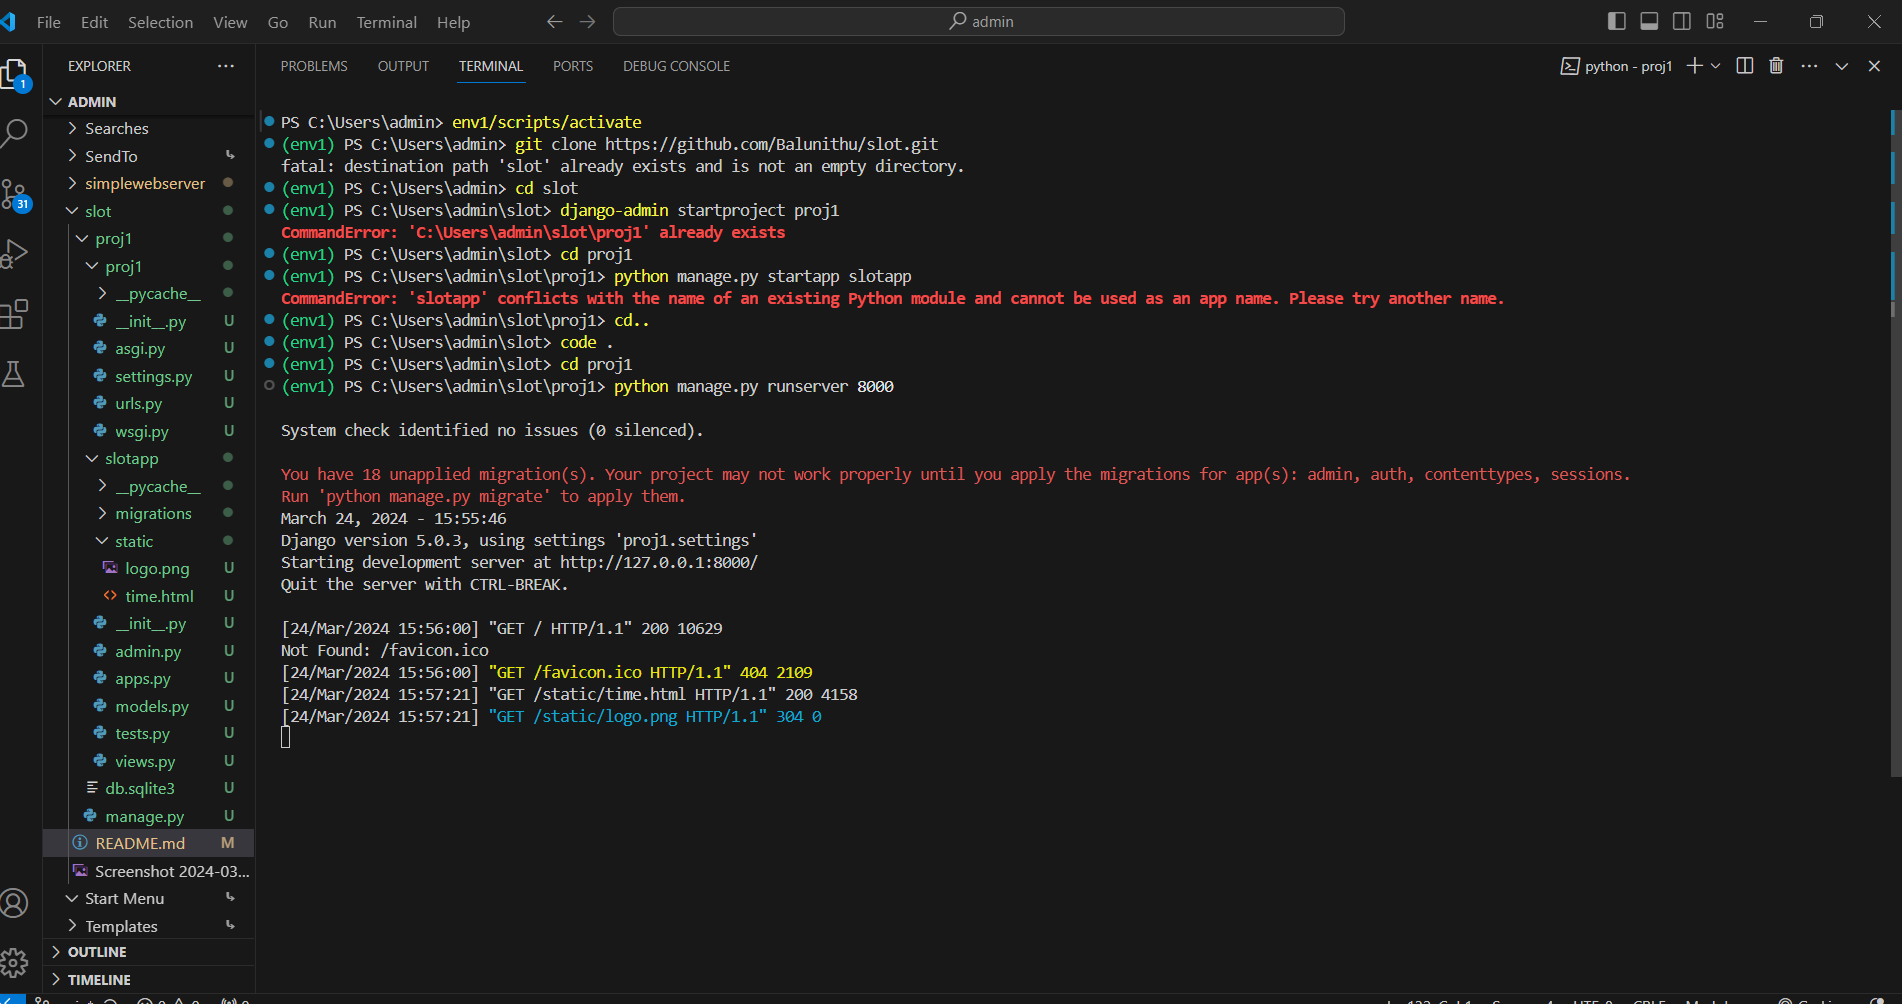 File Edit Selection View Go Run Terminal Help
admin
EXPLORER
1
31
ADMIN
Searches
SendTo
simplewebserver
slot
proj1
proj1
__pycache__
__init__.py U
asgi.py U
settings.py U
urls.py U
wsgi.py U
slotapp
__pycache__
migrations
static
logo.png U
time.html U
__init__.py U
admin.py U
apps.py U
models.py U
tests.py U
views.py U
db.sqlite3 U
manage.py U
README.md M
Screenshot 2024-03...
Start Menu
Templates
OUTLINE
TIMELINE
PROBLEMS OUTPUT TERMINAL PORTS DEBUG CONSOLE
python - proj1
PS C:\Users\admin> env1/scripts/activate
(env1) PS C:\Users\admin> git clone https://github.com/Balunithu/slot.git
fatal: destination path 'slot' already exists and is not an empty directory.
(env1) PS C:\Users\admin> cd slot
(env1) PS C:\Users\admin\slot> django-admin startproject proj1
CommandError: 'C:\Users\admin\slot\proj1' already exists
(env1) PS C:\Users\admin\slot> cd proj1
(env1) PS C:\Users\admin\slot\proj1> python manage.py startapp slotapp
CommandError: 'slotapp' conflicts with the name of an existing Python module and cannot be used as an app name. Please try another name.
(env1) PS C:\Users\admin\slot\proj1> cd..
(env1) PS C:\Users\admin\slot> code .
(env1) PS C:\Users\admin\slot> cd proj1
(env1) PS C:\Users\admin\slot\proj1> python manage.py runserver 8000
System check identified no issues (0 silenced).
You have 18 unapplied migration(s). Your project may not work properly until you apply the migrations for app(s): admin, auth, contenttypes, sessions.
Run 'python manage.py migrate' to apply them.
March 24, 2024 - 15:55:46
Django version 5.0.3, using settings 'proj1.settings'
Starting development server at http://127.0.0.1:8000/
Quit the server with CTRL-BREAK.
[24/Mar/2024 15:56:00] "GET / HTTP/1.1" 200 10629
Not Found: /favicon.ico
[24/Mar/2024 15:56:00] "GET /favicon.ico HTTP/1.1" 404 2109
[24/Mar/2024 15:57:21] "GET /static/time.html HTTP/1.1" 200 4158
[24/Mar/2024 15:57:21] "GET /static/logo.png HTTP/1.1" 304 0